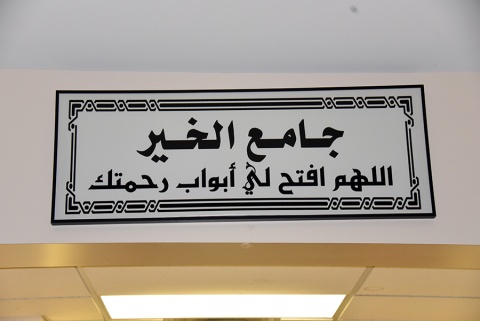 جامع الخير
اللهم افتح لي أبواب رحمتك